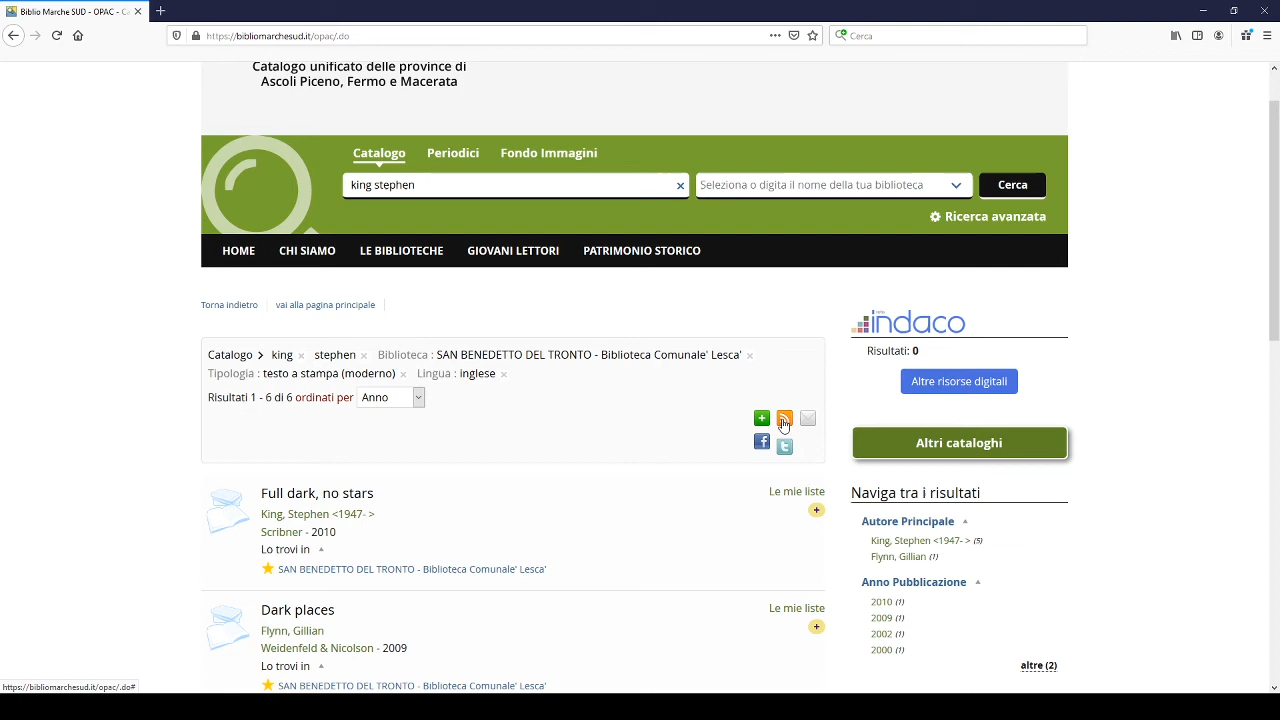 Biblio Marche SUD - OPAC - Ca
https://bibliomarchesud.it/opac/.do
Cerca
Catalogo unificato delle province di
Ascoli Piceno, Fermo e Macerata
Catalogo Periodici Fondo Immagini
king stephen
Seleziona o digita il nome della tua biblioteca
Cerca
Ricerca avanzata
HOME CHI SIAMO LE BIBLIOTECHE GIOVANI LETTORI PATRIMONIO STORICO
Torna indietro vai alla pagina principale
Catalogo king × stephen × Biblioteca : SAN BENEDETTO DEL TRONTO - Biblioteca Comunale' Lesca' ×
Tipologia : testo a stampa (moderno) × Lingua : inglese ×
Risultati 1 - 6 di 6 ordinati per Anno
Full dark, no stars
King, Stephen <1947- >
Scribner - 2010
Lo trovi in
SAN BENEDETTO DEL TRONTO - Biblioteca Comunale' Lesca'
Le mie liste
+
Dark places
Flynn, Gillian
Weidenfeld & Nicolson - 2009
Lo trovi in
SAN BENEDETTO DEL TRONTO - Biblioteca Comunale' Lesca'
Le mie liste
+
indaco
Risultati: 0
Altre risorse digitali
Altri cataloghi
Naviga tra i risultati
Autore Principale
King, Stephen <1947- > (5)
Flynn, Gillian (1)
Anno Pubblicazione
2010 (1)
2009 (1)
2002 (1)
2000 (1)
altre (2)
https://bibliomarchesud.it/opac/.do#